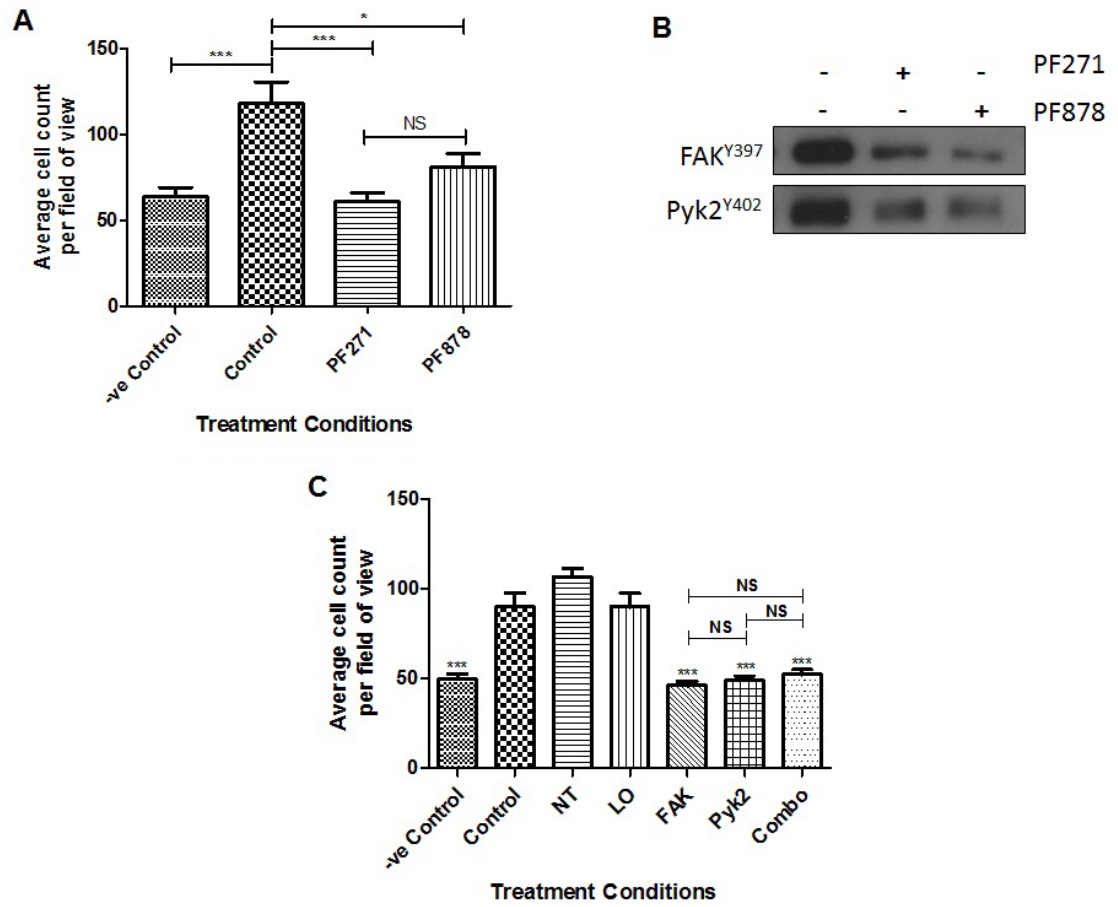 A
*
***
***
NS
150
100
50
0
Average cell count
per field of view
-ve Control
Control
PF271
PF878
Treatment Conditions
B
- + - PF271
- - + PF878
FAKY397
Pyk2Y402
C
150
100
50
0
Average cell count
per field of view
NS
NS
NS
***
***
***
***
-ve Control
Control
NT
LO
FAK
Pyk2
Combo
Treatment Conditions